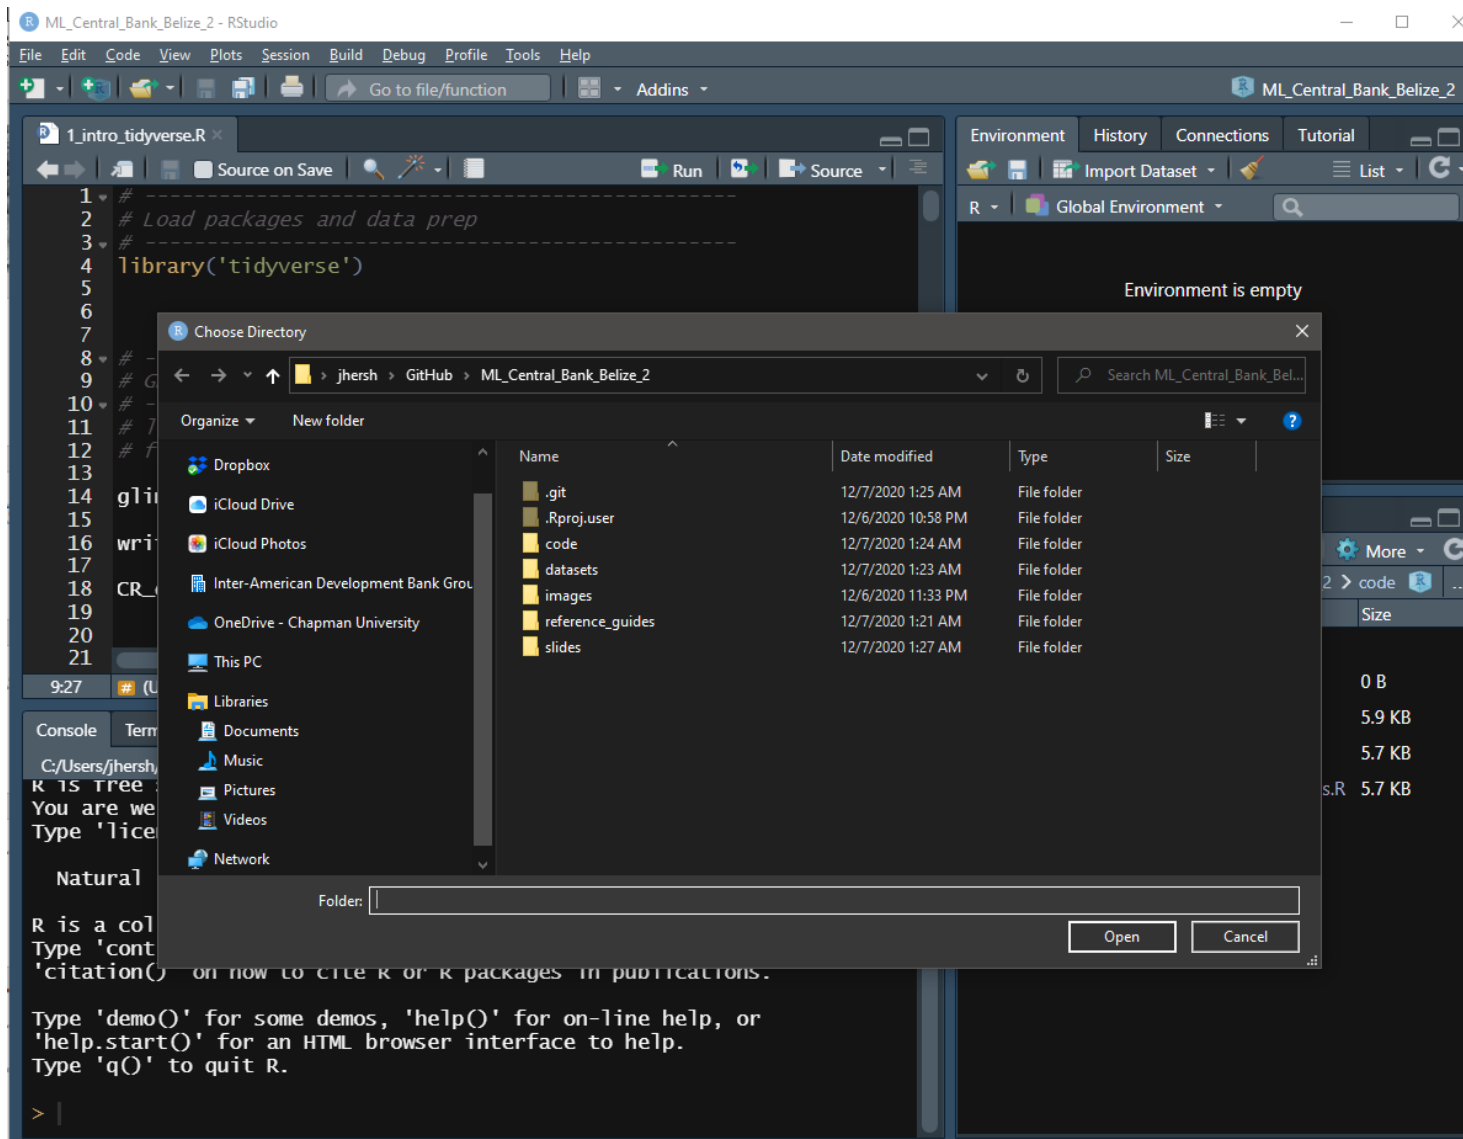 ML_Central_Bank_Belize_2 - RStudio
File Edit Code View Plots Session Build Debug Profile Tools Help
Go to file/function Addins ML_Central_Bank_Belize_2
1_intro_tidyverse.R
Source on Save Run Source
1 # ------------------------------------------------
2 # Load packages and data prep
3 # ------------------------------------------------
4 library('tidyverse')
5
6
7
8 # -
9 # G
10 # -
11 #
12 # f
13
14 glim
15
16 wri
17
18 CR_
19
20
21
9:27 # (U
Environment History Connections Tutorial
Import Dataset List
R Global Environment
Environment is empty
Choose Directory
jhersh > GitHub > ML_Central_Bank_Belize_2
Search ML_Central_Bank_Bel...
Organize New folder
Dropbox
iCloud Drive
iCloud Photos
Inter-American Development Bank Grou
OneDrive - Chapman University
This PC
Libraries
Documents
Music
Pictures
Videos
Network
Name Date modified Type Size
.git 12/7/2020 1:25 AM File folder
.Rproj.user 12/6/2020 10:58 PM File folder
code 12/7/2020 1:24 AM File folder
datasets 12/7/2020 1:23 AM File folder
images 12/6/2020 11:33 PM File folder
reference_guides 12/7/2020 1:21 AM File folder
slides 12/7/2020 1:27 AM File folder
Folder:
Open Cancel
More
2 > code ...
Size
0 B
5.9 KB
5.7 KB
s.R 5.7 KB
Console Term
C:/Users/jhersh/
R is free
You are we
Type 'lice
Natural
R is a col
Type 'cont
'citation()' on how to cite R or R packages in publications.
Type 'demo()' for some demos, 'help()' for on-line help, or
'help.start()' for an HTML browser interface to help.
Type 'q()' to quit R.
>